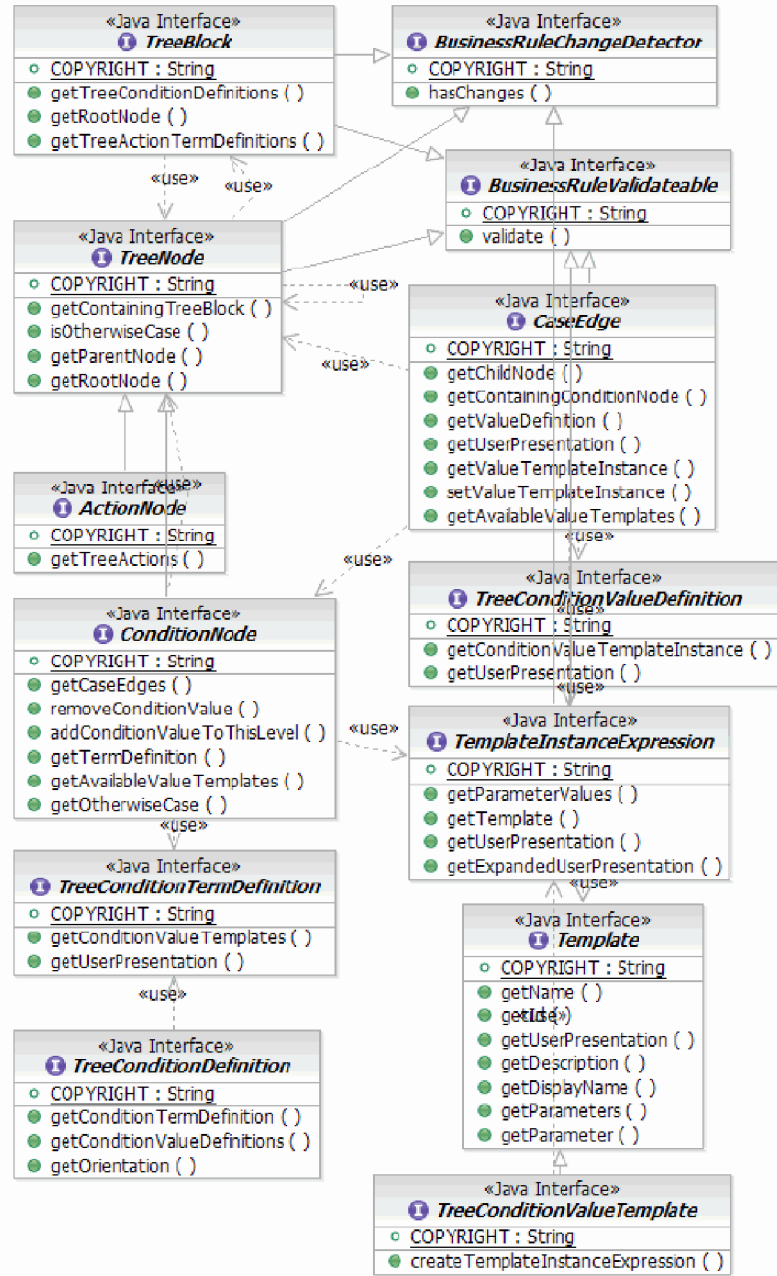 «Java Interface»
TreeBlock
COPYRIGHT : String
getTreeConditionDefinitions ( )
getRootNode ( )
getTreeActionTermDefinitions ( )
«Java Interface»
BusinessRuleChangeDetector
COPYRIGHT : String
hasChanges ( )
«use»
«use»
«Java Interface»
BusinessRuleValidateable
COPYRIGHT : String
validate ( )
«Java Interface»
TreeNode
COPYRIGHT : String
getContainingTreeBlock ( )
isOtherwiseCase ( )
getParentNode ( )
getRootNode ( )
«use»
«use»
«Java Interface»
CaseEdge
COPYRIGHT : String
getChildNode ( )
getContainingConditionNode ( )
getValueDefinition ( )
getUserPresentation ( )
getValueTemplateInstance ( )
setValueTemplateInstance ( )
getAvailableValueTemplates ( )
«Java Interface»
«use»
ActionNode
COPYRIGHT : String
getTreeActions ( )
«use»
«use»
«Java Interface»
TreeConditionValueDefinition
«use»
COPYRIGHT : String
getConditionValueTemplateInstance ( )
getUserPresentation ( )
«use»
«Java Interface»
ConditionNode
COPYRIGHT : String
getCaseEdges ( )
removeConditionValue ( )
addConditionValueToThisLevel ( )
getTermDefinition ( )
getAvailableValueTemplates ( )
getOtherwiseCase ( )
«use»
«use»
«Java Interface»
TemplateInstanceExpression
COPYRIGHT : String
getParameterValues ( )
getTemplate ( )
getUserPresentation ( )
getExpandedUserPresentation ( )
«use»
«Java Interface»
TreeConditionTermDefinition
COPYRIGHT : String
getConditionValueTemplates ( )
getUserPresentation ( )
«use»
«Java Interface»
Template
COPYRIGHT : String
getName ( )
getId ( )
«use»
getUserPresentation ( )
getDescription ( )
getDisplayName ( )
getParameters ( )
getParameter ( )
«Java Interface»
TreeConditionDefinition
COPYRIGHT : String
getConditionTermDefinition ( )
getConditionValueDefinitions ( )
getOrientation ( )
«Java Interface»
TreeConditionValueTemplate
COPYRIGHT : String
createTemplateInstanceExpression ( )